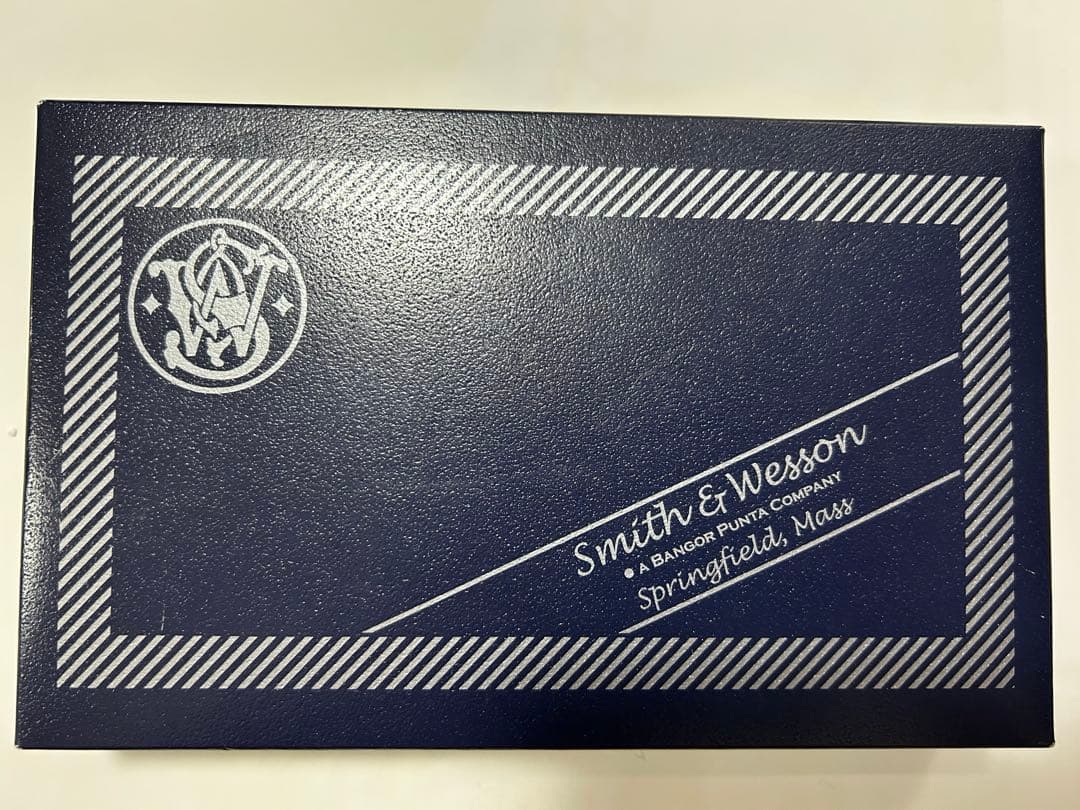 S&W
Smith & Wesson
• A BANGOR PUNTA COMPANY
Springfield, Mass